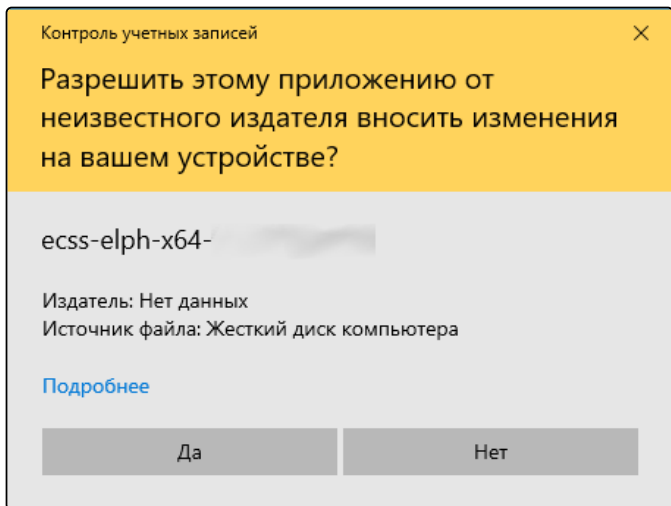 Контроль учетных записей
Разрешить этому приложению от
неизвестного издателя вносить изменения
на вашем устройстве?
ecss-elph-x64-
Издатель: Нет данных
Источник файла: Жесткий диск компьютера
Подробнее
Да
Нет